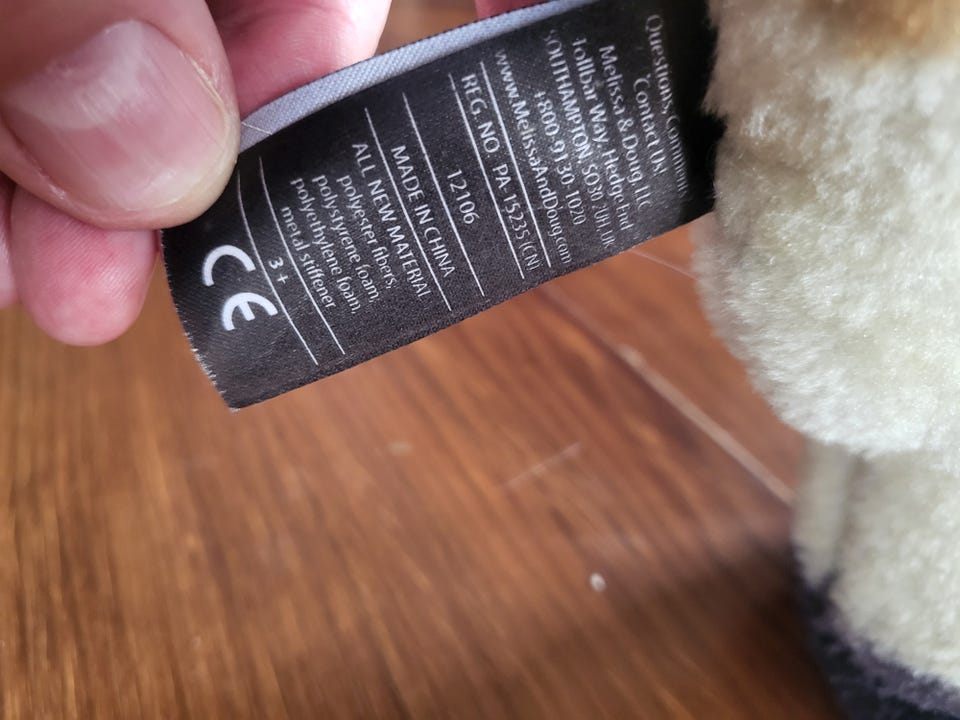 Questions, Comments?
Contact Us
Melissa & Doug LLC
Tollbar Way, Hedge End
SOUTHAMPTON SO30 2UH, UK
1-800-913-1020
www.MelissaAndDoug.com
REG. NO. PA 15235 (CN)
12106
MADE IN CHINA
ALL NEW MATERIAL
polyester fibers,
polystyrene foam,
polyethylene foam,
metal stiffener
3+
CE